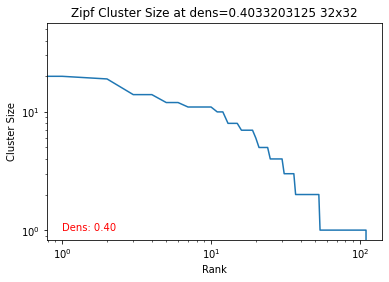 Zipf Cluster Size at dens=0.4033203125 32x32
Cluster Size
10¹
10⁰
Dens: 0.40
10⁰ 10¹ 10²
Rank